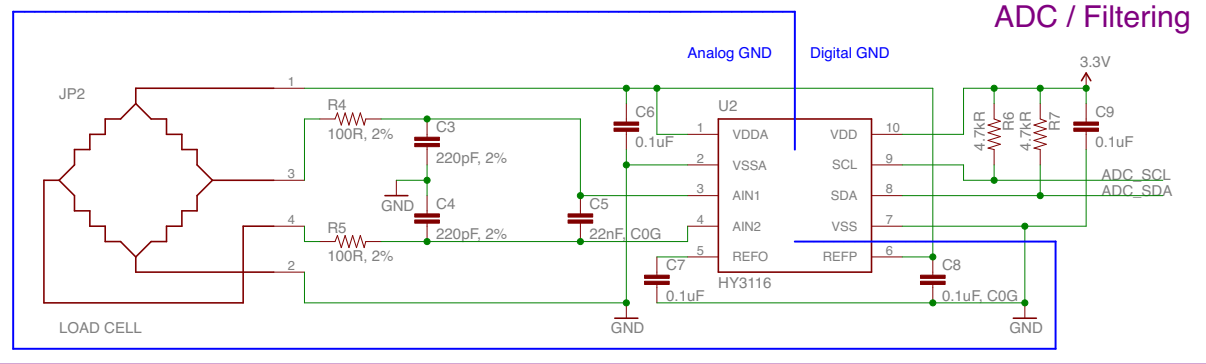 ADC / Filtering
Analog GND
Digital GND
3.3V
JP2
1
R4
100R, 2%
C3
220pF, 2%
C6
0.1uF
U2
1 VDDA VDD 10
2 VSSA SCL 9
3 AIN1 SDA 8
4 AIN2 VSS 7
5 REFO REFP 6
HY3116
4.7kR
R6
4.7kR
R7
C9
0.1uF
ADC_SCL
ADC_SDA
3
GND
4
R5
100R, 2%
C4
220pF, 2%
C5
22nF, C0G
2
C7
0.1uF
C8
0.1uF, C0G
LOAD CELL
GND
GND